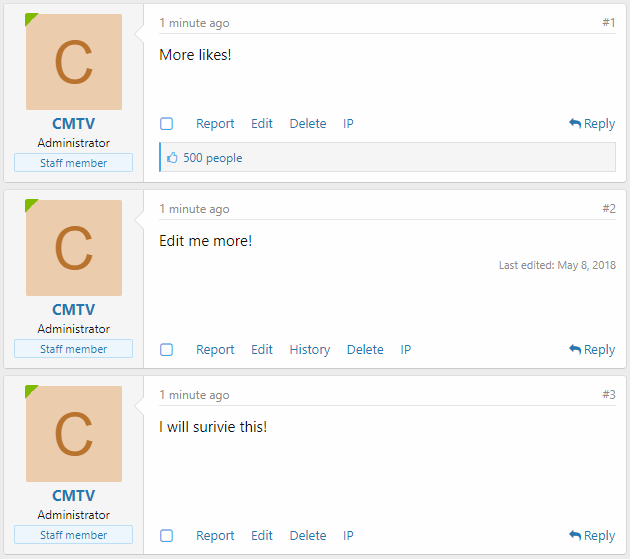 C
CMTV
Administrator
Staff member
1 minute ago #1
More likes!
Report Edit Delete IP Reply
500 people
C
CMTV
Administrator
Staff member
1 minute ago #2
Edit me more!
Last edited: May 8, 2018
Report Edit History Delete IP Reply
C
CMTV
Administrator
Staff member
1 minute ago #3
I will surivie this!
Report Edit Delete IP Reply